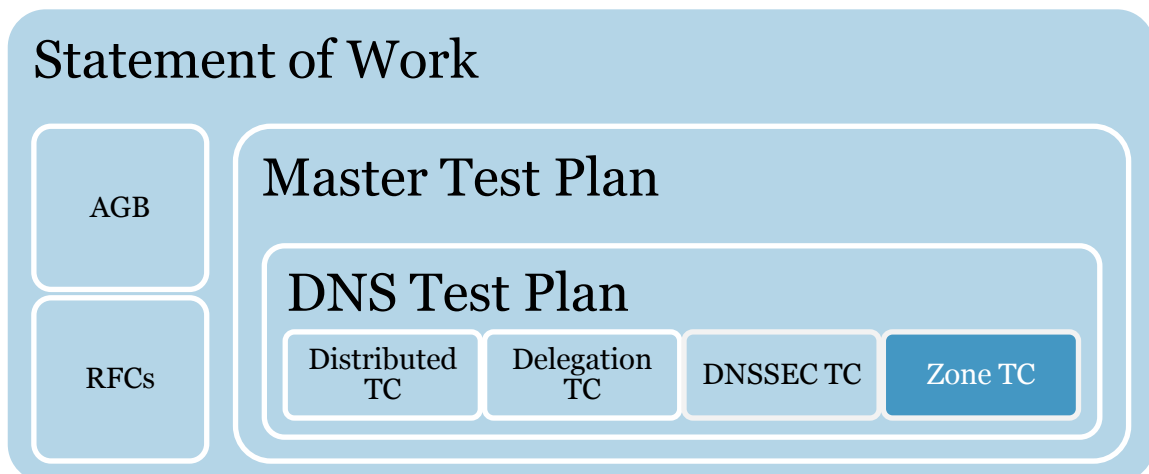 Statement of Work
AGB
RFCs
Master Test Plan
DNS Test Plan
Distributed
TC
Delegation
TC
DNSSEC TC
Zone TC